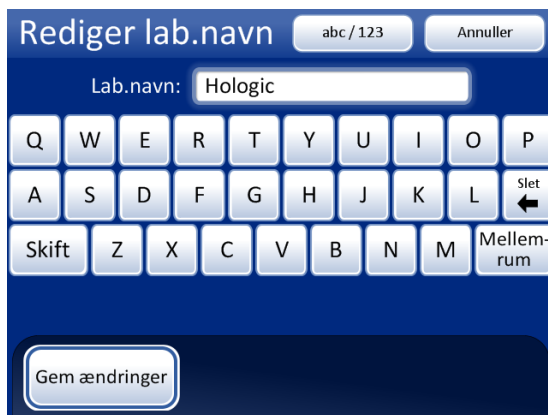 Rediger lab.navn abc / 123 Annuller
Lab.navn: Hologic
Q W E R T Y U I O P
A S D F G H J K L Slet
Skift Z X C V B N M Mellem-
rum
Gem ændringer